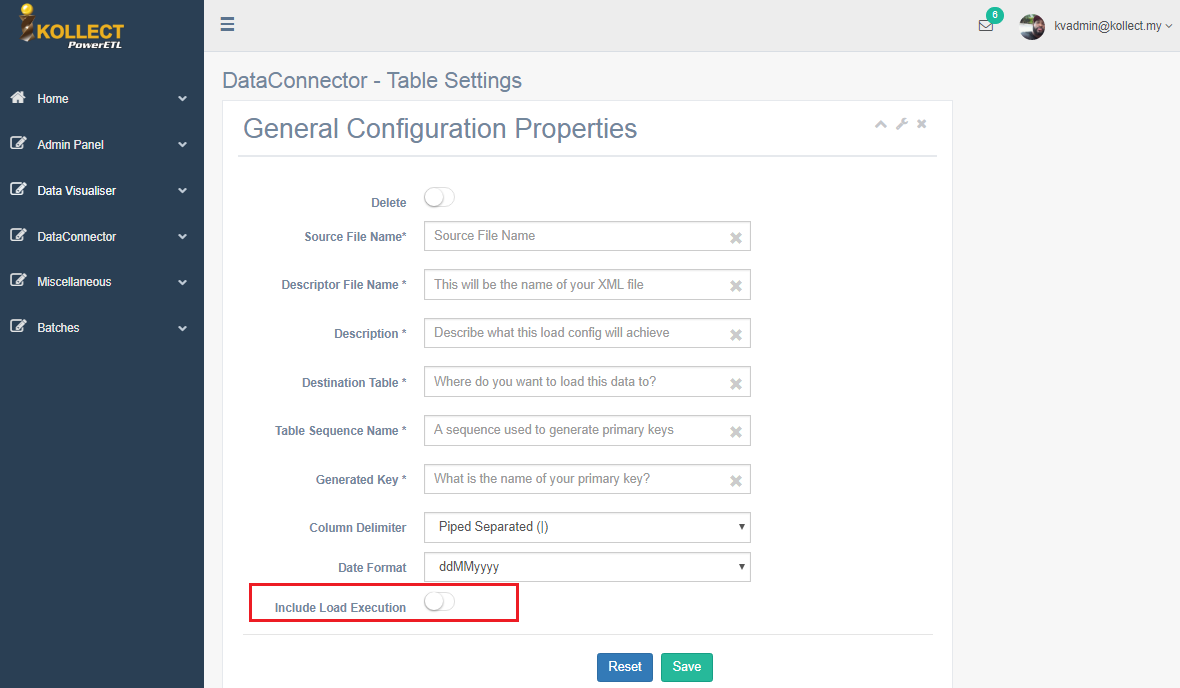 KOLLECT
PowerETL
6
kvadmin@kollect.my
Home
Admin Panel
Data Visualiser
DataConnector
Miscellaneous
Batches
DataConnector - Table Settings
General Configuration Properties
Delete
Source File Name* Source File Name
Descriptor File Name * This will be the name of your XML file
Description * Describe what this load config will achieve
Destination Table * Where do you want to load this data to?
Table Sequence Name * A sequence used to generate primary keys
Generated Key * What is the name of your primary key?
Column Delimiter Piped Separated (|)
Date Format ddMMyyyy
Include Load Execution
Reset Save